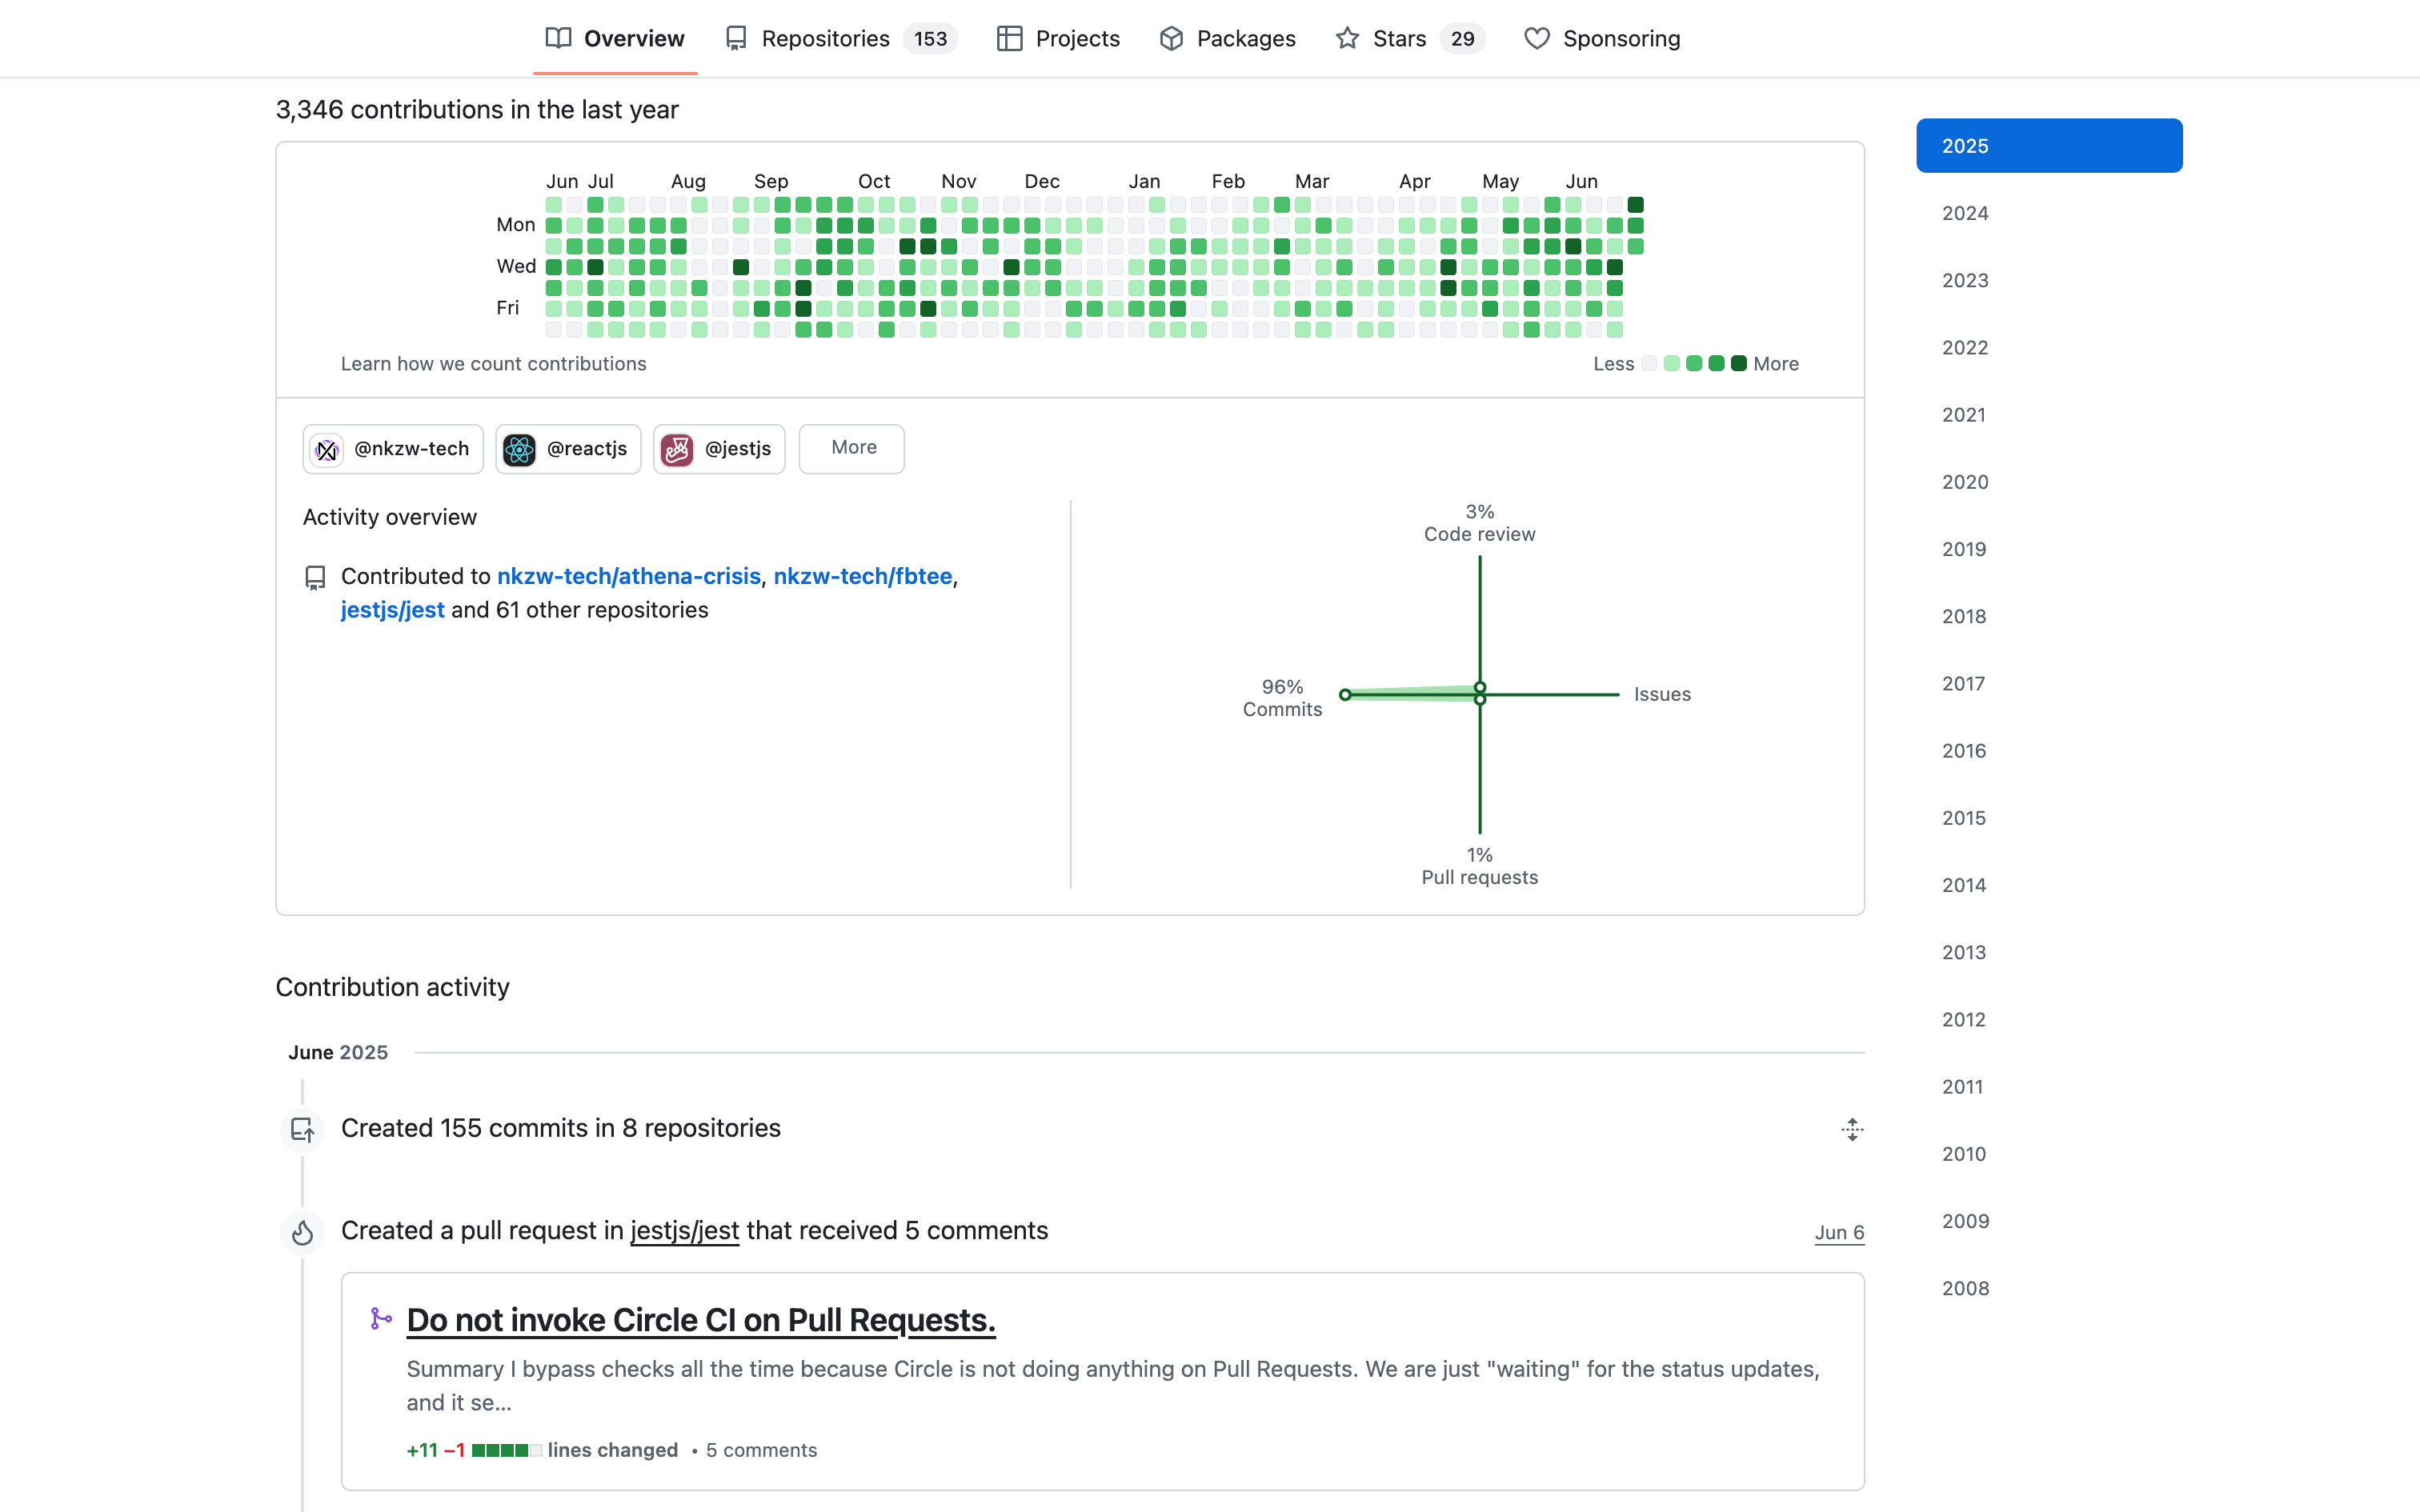 Overview Repositories 153 Projects Packages Stars 29 Sponsoring
3,346 contributions in the last year
Jun Jul Aug Sep Oct Nov Dec Jan Feb Mar Apr May Jun
Mon
Wed
Fri
Learn how we count contributions
Less More
@nkzw-tech @reactjs @jestjs More
Activity overview
Contributed to nkzw-tech/athena-crisis, nkzw-tech/fbtee,
jestjs/jest and 61 other repositories
3%
Code review
96%
Commits
Issues
1%
Pull requests
Contribution activity
June 2025
Created 155 commits in 8 repositories
Created a pull request in jestjs/jest that received 5 comments
Jun 6
Do not invoke Circle CI on Pull Requests.
Summary I bypass checks all the time because Circle is not doing anything on Pull Requests. We are just "waiting" for the status updates,
and it se...
+11 −1 lines changed • 5 comments
2025
2024
2023
2022
2021
2020
2019
2018
2017
2016
2015
2014
2013
2012
2011
2010
2009
2008